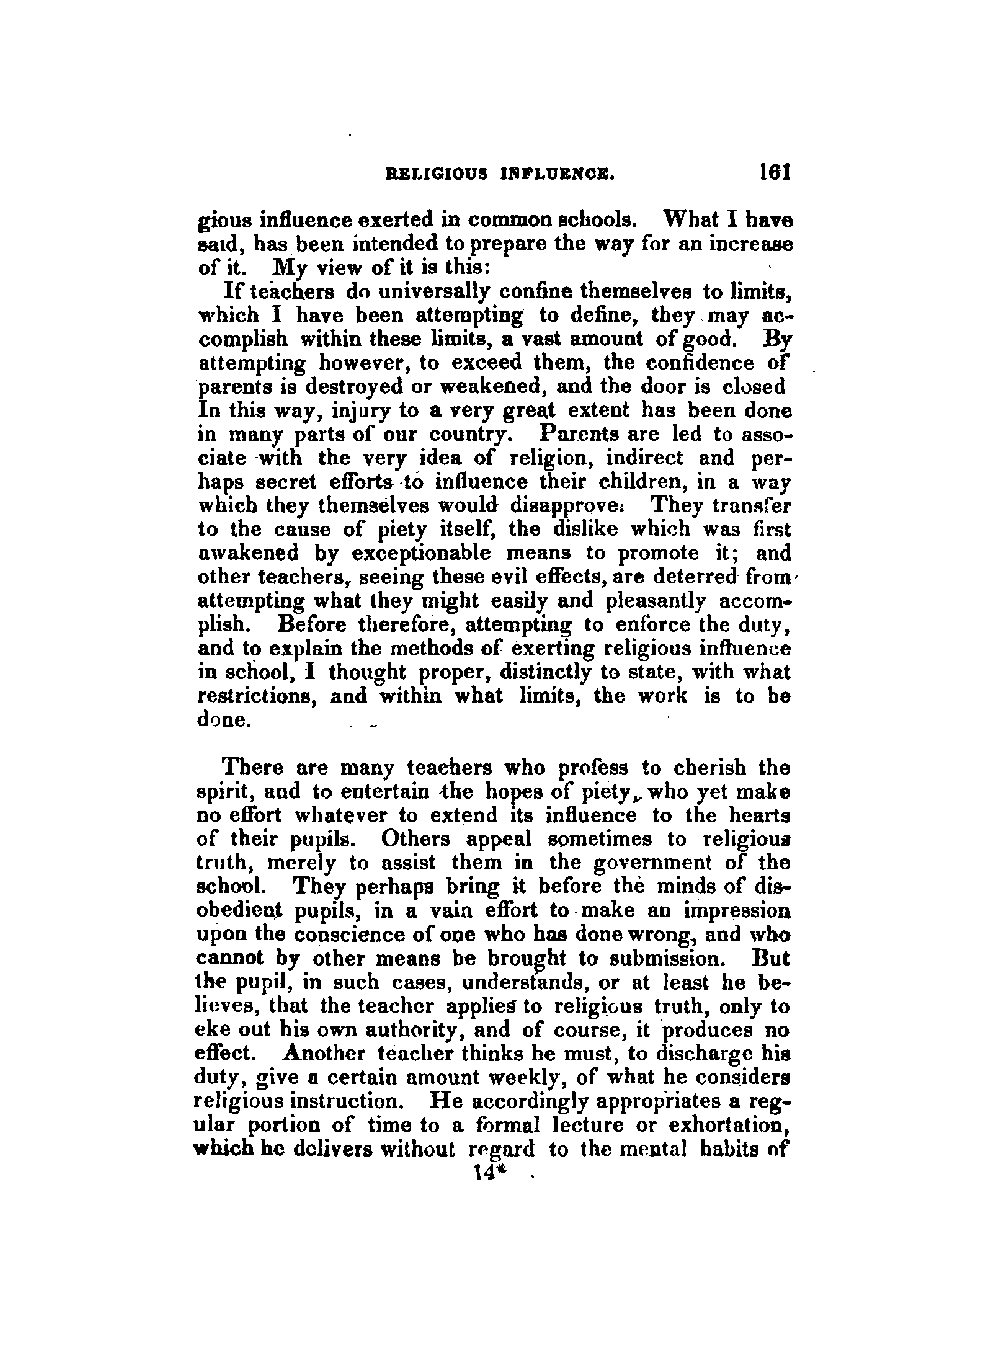 RELIGIOUS INFLUENCE. 161
gious influence exerted in common schools. What I have
said, has been intended to prepare the way for an increase
of it. My view of it is this:
If teachers do universally confine themselves to limits,
which I have been attempting to define, they may ac-
complish within these limits, a vast amount of good. By
attempting however, to exceed them, the confidence of
parents is destroyed or weakened, and the door is closed
In this way, injury to a very great extent has been done
in many parts of our country. Parents are led to asso-
ciate with the very idea of religion, indirect and per-
haps secret efforts to influence their children, in a way
which they themselves would disapprove. They transfer
to the cause of piety itself, the dislike which was first
awakened by exceptionable means to promote it; and
other teachers, seeing these evil effects, are deterred from
attempting what they might easily and pleasantly accom-
plish. Before therefore, attempting to enforce the duty,
and to explain the methods of exerting religious influence
in school, I thought proper, distinctly to state, with what
restrictions, and within what limits, the work is to be
done.
There are many teachers who profess to cherish the
spirit, and to entertain the hopes of piety, who yet make
no effort whatever to extend its influence to the hearts
of their pupils. Others appeal sometimes to religious
truth, merely to assist them in the government of the
school. They perhaps bring it before the minds of dis-
obedient pupils, in a vain effort to make an impression
upon the conscience of one who has done wrong, and who
cannot by other means be brought to submission. But
the pupil, in such cases, understands, or at least he be-
lieves, that the teacher applies to religious truth, only to
eke out his own authority, and of course, it produces no
effect. Another teacher thinks he must, to discharge his
duty, give a certain amount weekly, of what he considers
religious instruction. He accordingly appropriates a reg-
ular portion of time to a formal lecture or exhortation,
which he delivers without regard to the mental habits of
14*